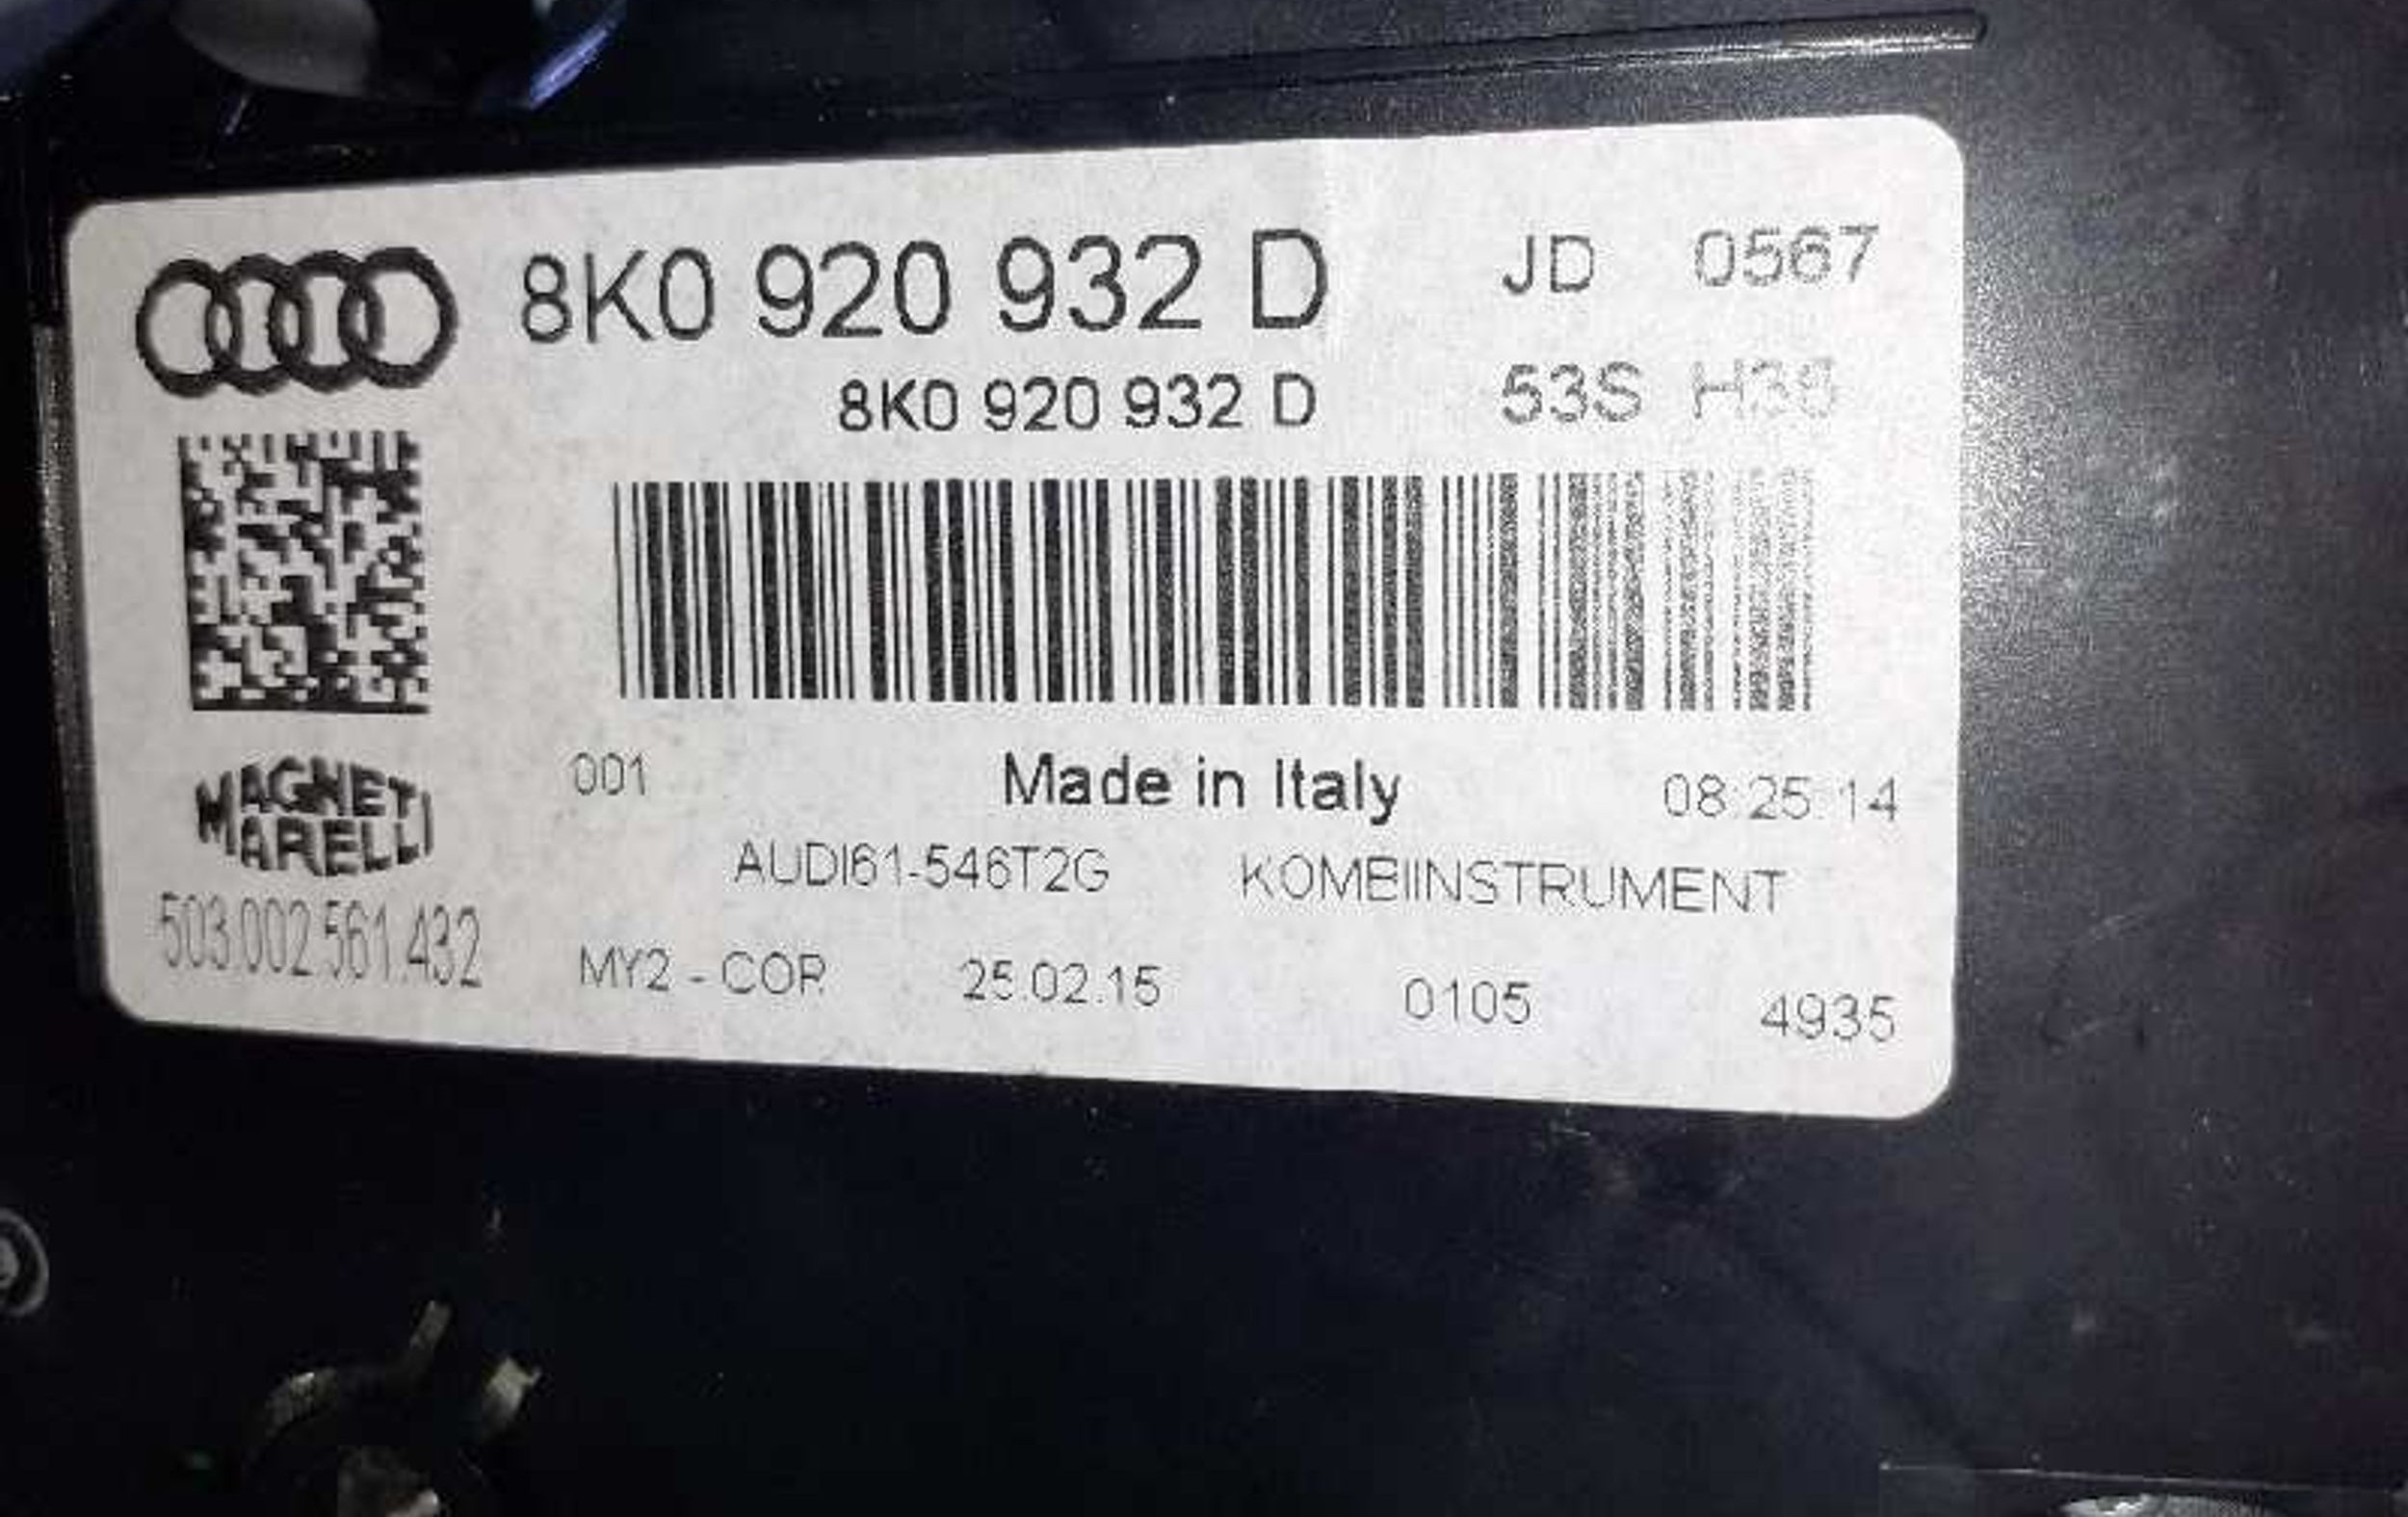 8K0 920 932 D JD 0567
8K0 920 932 D 53S
001 Made in Italy 08:25:14
MAGNETI
MARELLI
AUDI61-546T2G KOMBIINSTRUMENT
503.002.561.432
MY2 - COR 25.02.15 0105 4935